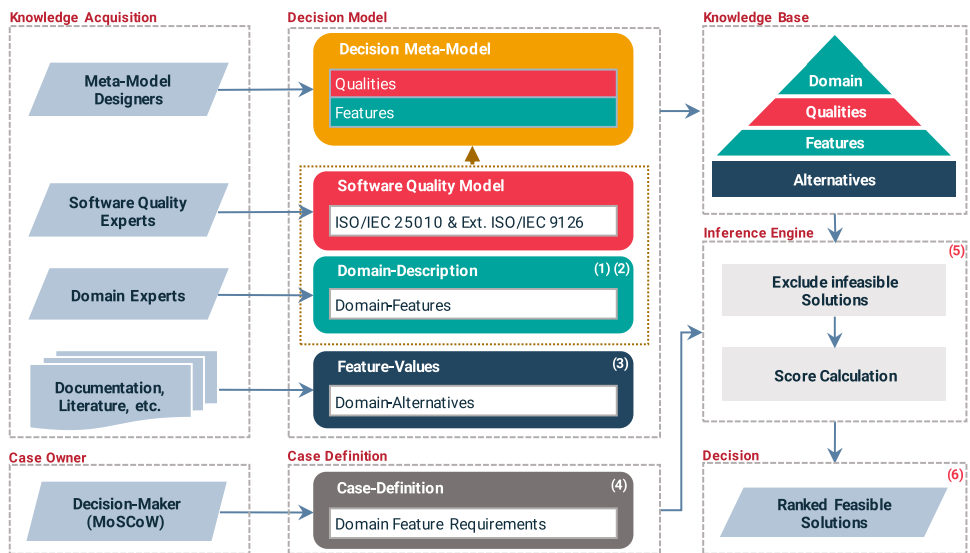 Knowledge Acquisition
Meta-Model
Designers
Software Quality
Experts
Domain Experts
Documentation,
Literature, etc.
Case Owner
Decision-Maker
(MoSCoW)
Decision Model
Decision Meta-Model
Qualities
Features
Software Quality Model
ISO/IEC 25010 & Ext. ISO/IEC 9126
Domain-Description (1) (2)
Domain-Features
Feature-Values (3)
Domain-Alternatives
Case Definition
Case-Definition (4)
Domain Feature Requirements
Knowledge Base
Domain
Qualities
Features
Alternatives
Inference Engine
(5)
Exclude infeasible
Solutions
Score Calculation
Decision
(6)
Ranked Feasible
Solutions